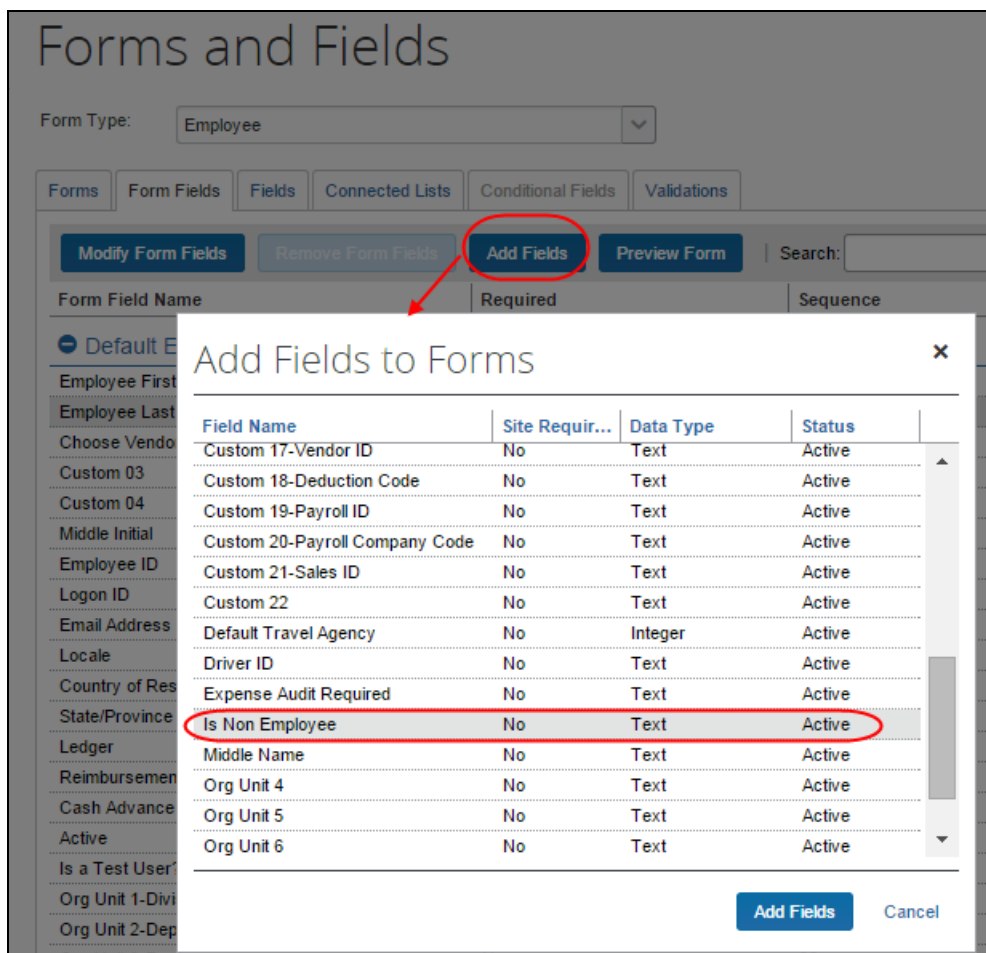 Forms and Fields
Form Type: Employee
Forms Form Fields Fields Connected Lists Conditional Fields Validations
Modify Form Fields Remove Form Fields Add Fields Preview Form | Search:
Form Field Name Required Sequence
Default E
Employee First
Employee Last
Choose Vendo
Custom 03
Custom 04
Middle Initial
Employee ID
Logon ID
Email Address
Locale
Country of Res
State/Province
Ledger
Reimbursemen
Cash Advance
Active
Is a Test User?
Org Unit 1-Divi
Org Unit 2-Dep
Add Fields to Forms ×
Field Name Site Requir... Data Type Status
Custom 17-Vendor ID No Text Active
Custom 18-Deduction Code No Text Active
Custom 19-Payroll ID No Text Active
Custom 20-Payroll Company Code No Text Active
Custom 21-Sales ID No Text Active
Custom 22 No Text Active
Default Travel Agency No Integer Active
Driver ID No Text Active
Expense Audit Required No Text Active
Is Non Employee No Text Active
Middle Name No Text Active
Org Unit 4 No Text Active
Org Unit 5 No Text Active
Org Unit 6 No Text Active
Add Fields Cancel